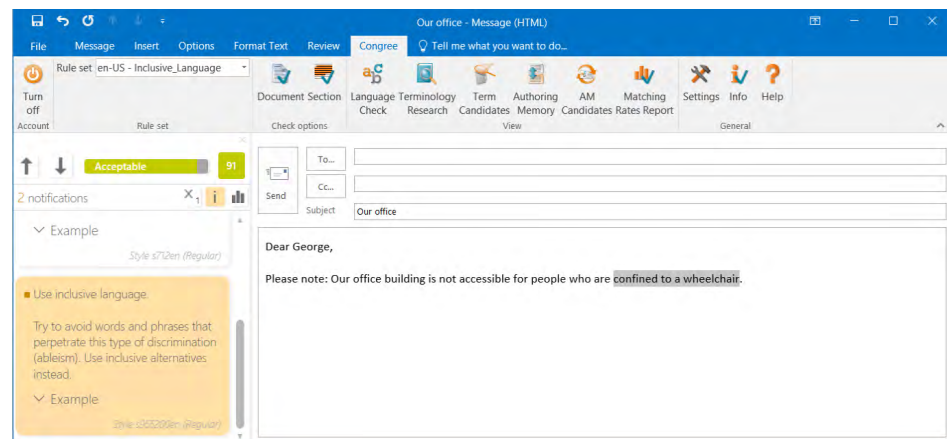 Our office - Message (HTML)
File Message Insert Options Format Text Review Congree Tell me what you want to do...
Rule set en-US - Inclusive_Language
Turn off
Document Section Language Check Terminology Research Term Candidates Authoring Memory AM Candidates Matching Rates Report Settings Info Help
Account Rule set Check options View General
Acceptable 91
To...
2 notifications X1 i
Send
Cc...
Subject Our office
Example
Style s712en (Regular)
Dear George,
Please note: Our office building is not accessible for people who are confined to a wheelchair.
Use inclusive language.
Try to avoid words and phrases that
perpetrate this type of discrimination
(ableism). Use inclusive alternatives
instead.
Example
(Regular)